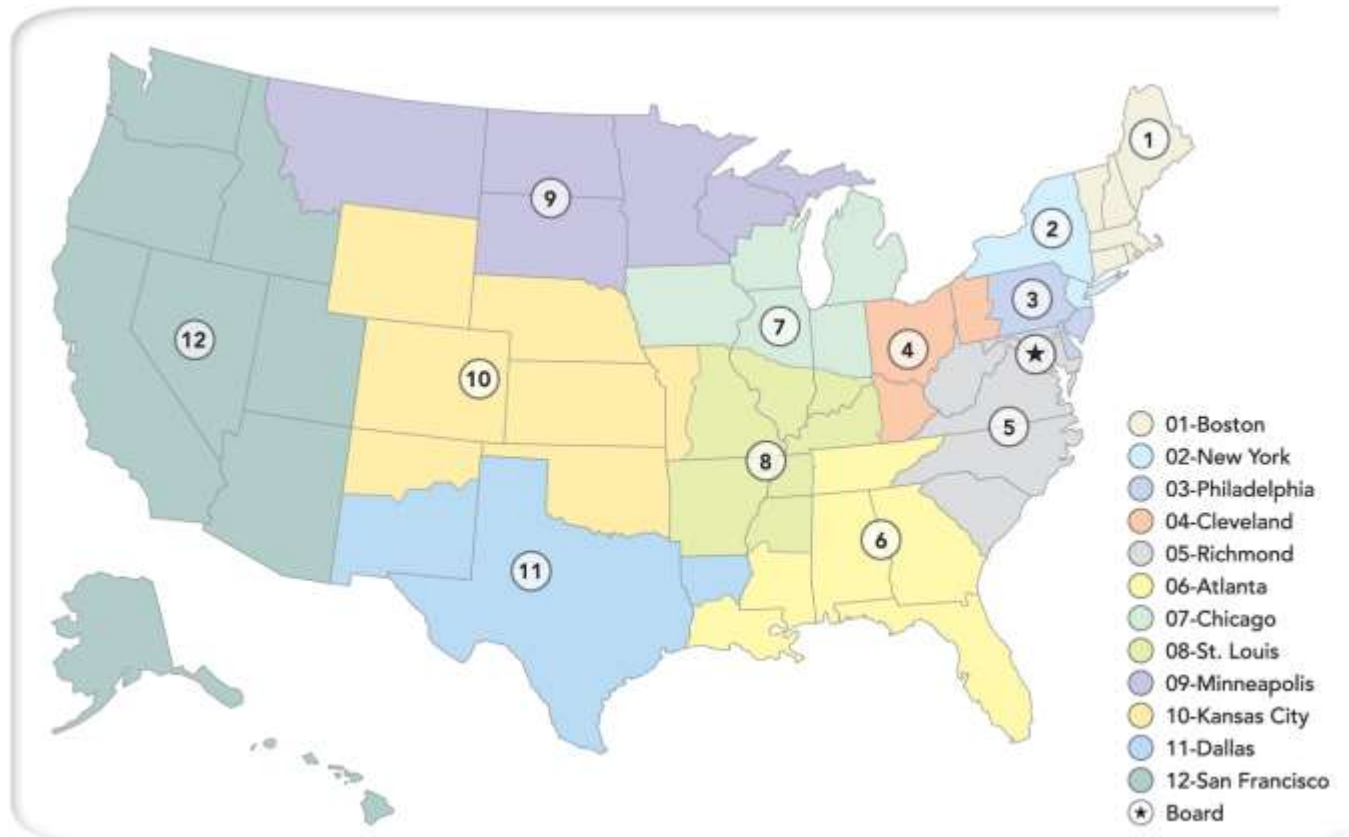 1
2
9
3
7
12
4
★
10
5
8
6
11
01-Boston
02-New York
03-Philadelphia
04-Cleveland
05-Richmond
06-Atlanta
07-Chicago
08-St. Louis
09-Minneapolis
10-Kansas City
11-Dallas
12-San Francisco
★ Board